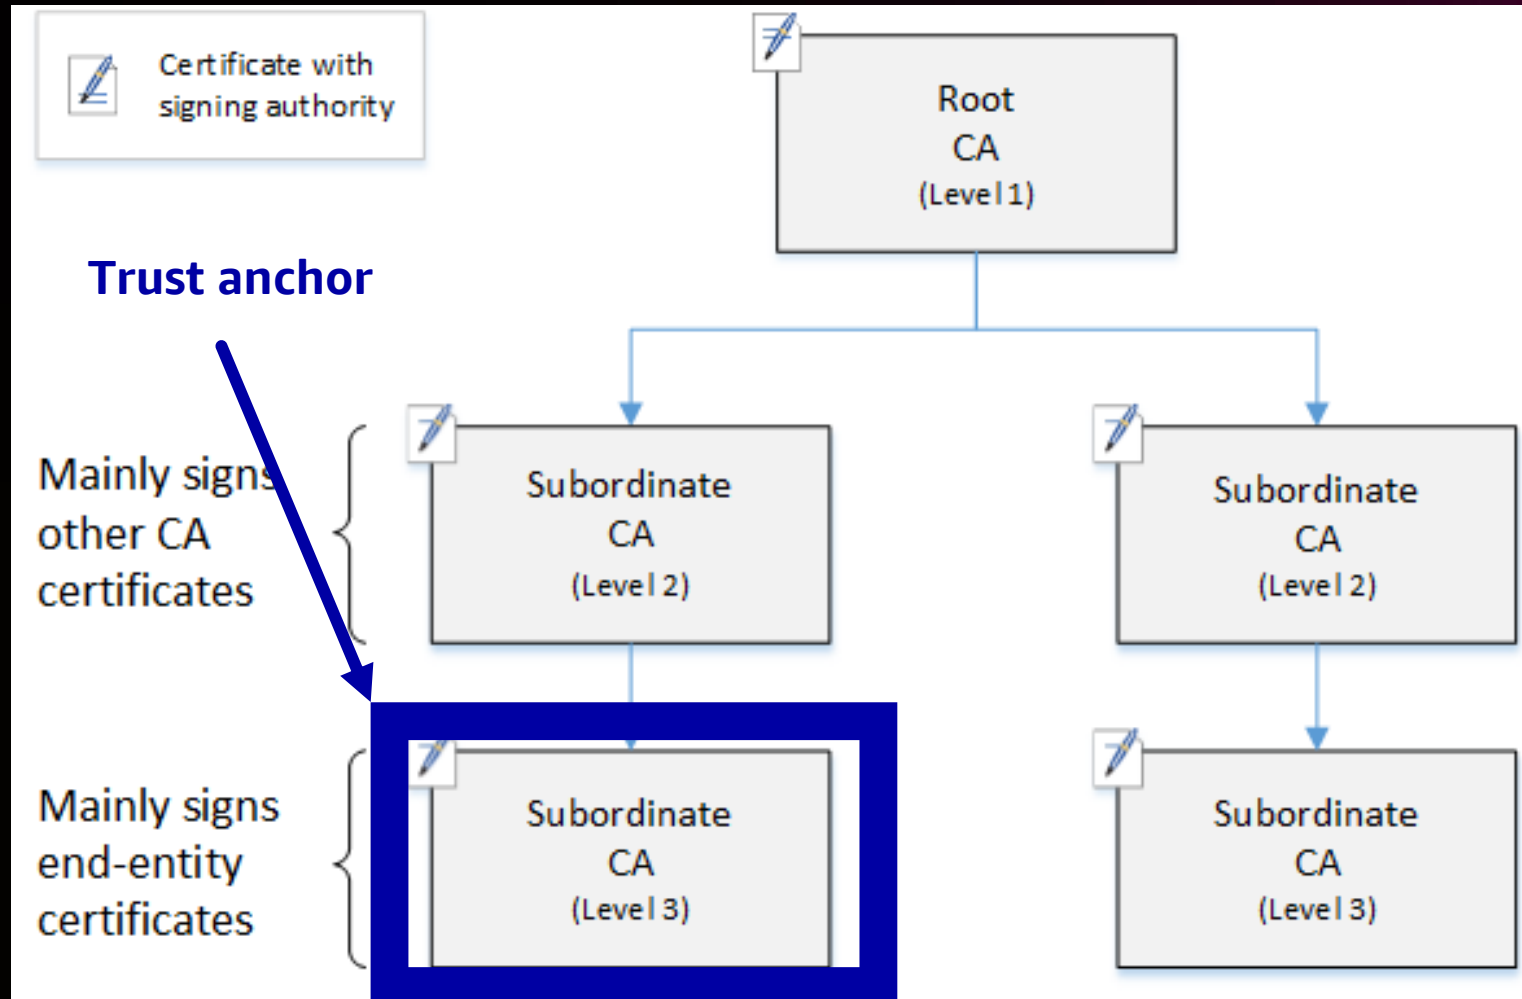 Certificate with
signing authority
Root
CA
(Level 1)
Trust anchor
Mainly signs
other CA
certificates
Subordinate
CA
(Level 2)
Subordinate
CA
(Level 2)
Mainly signs
end-entity
certificates
Subordinate
CA
(Level 3)
Subordinate
CA
(Level 3)